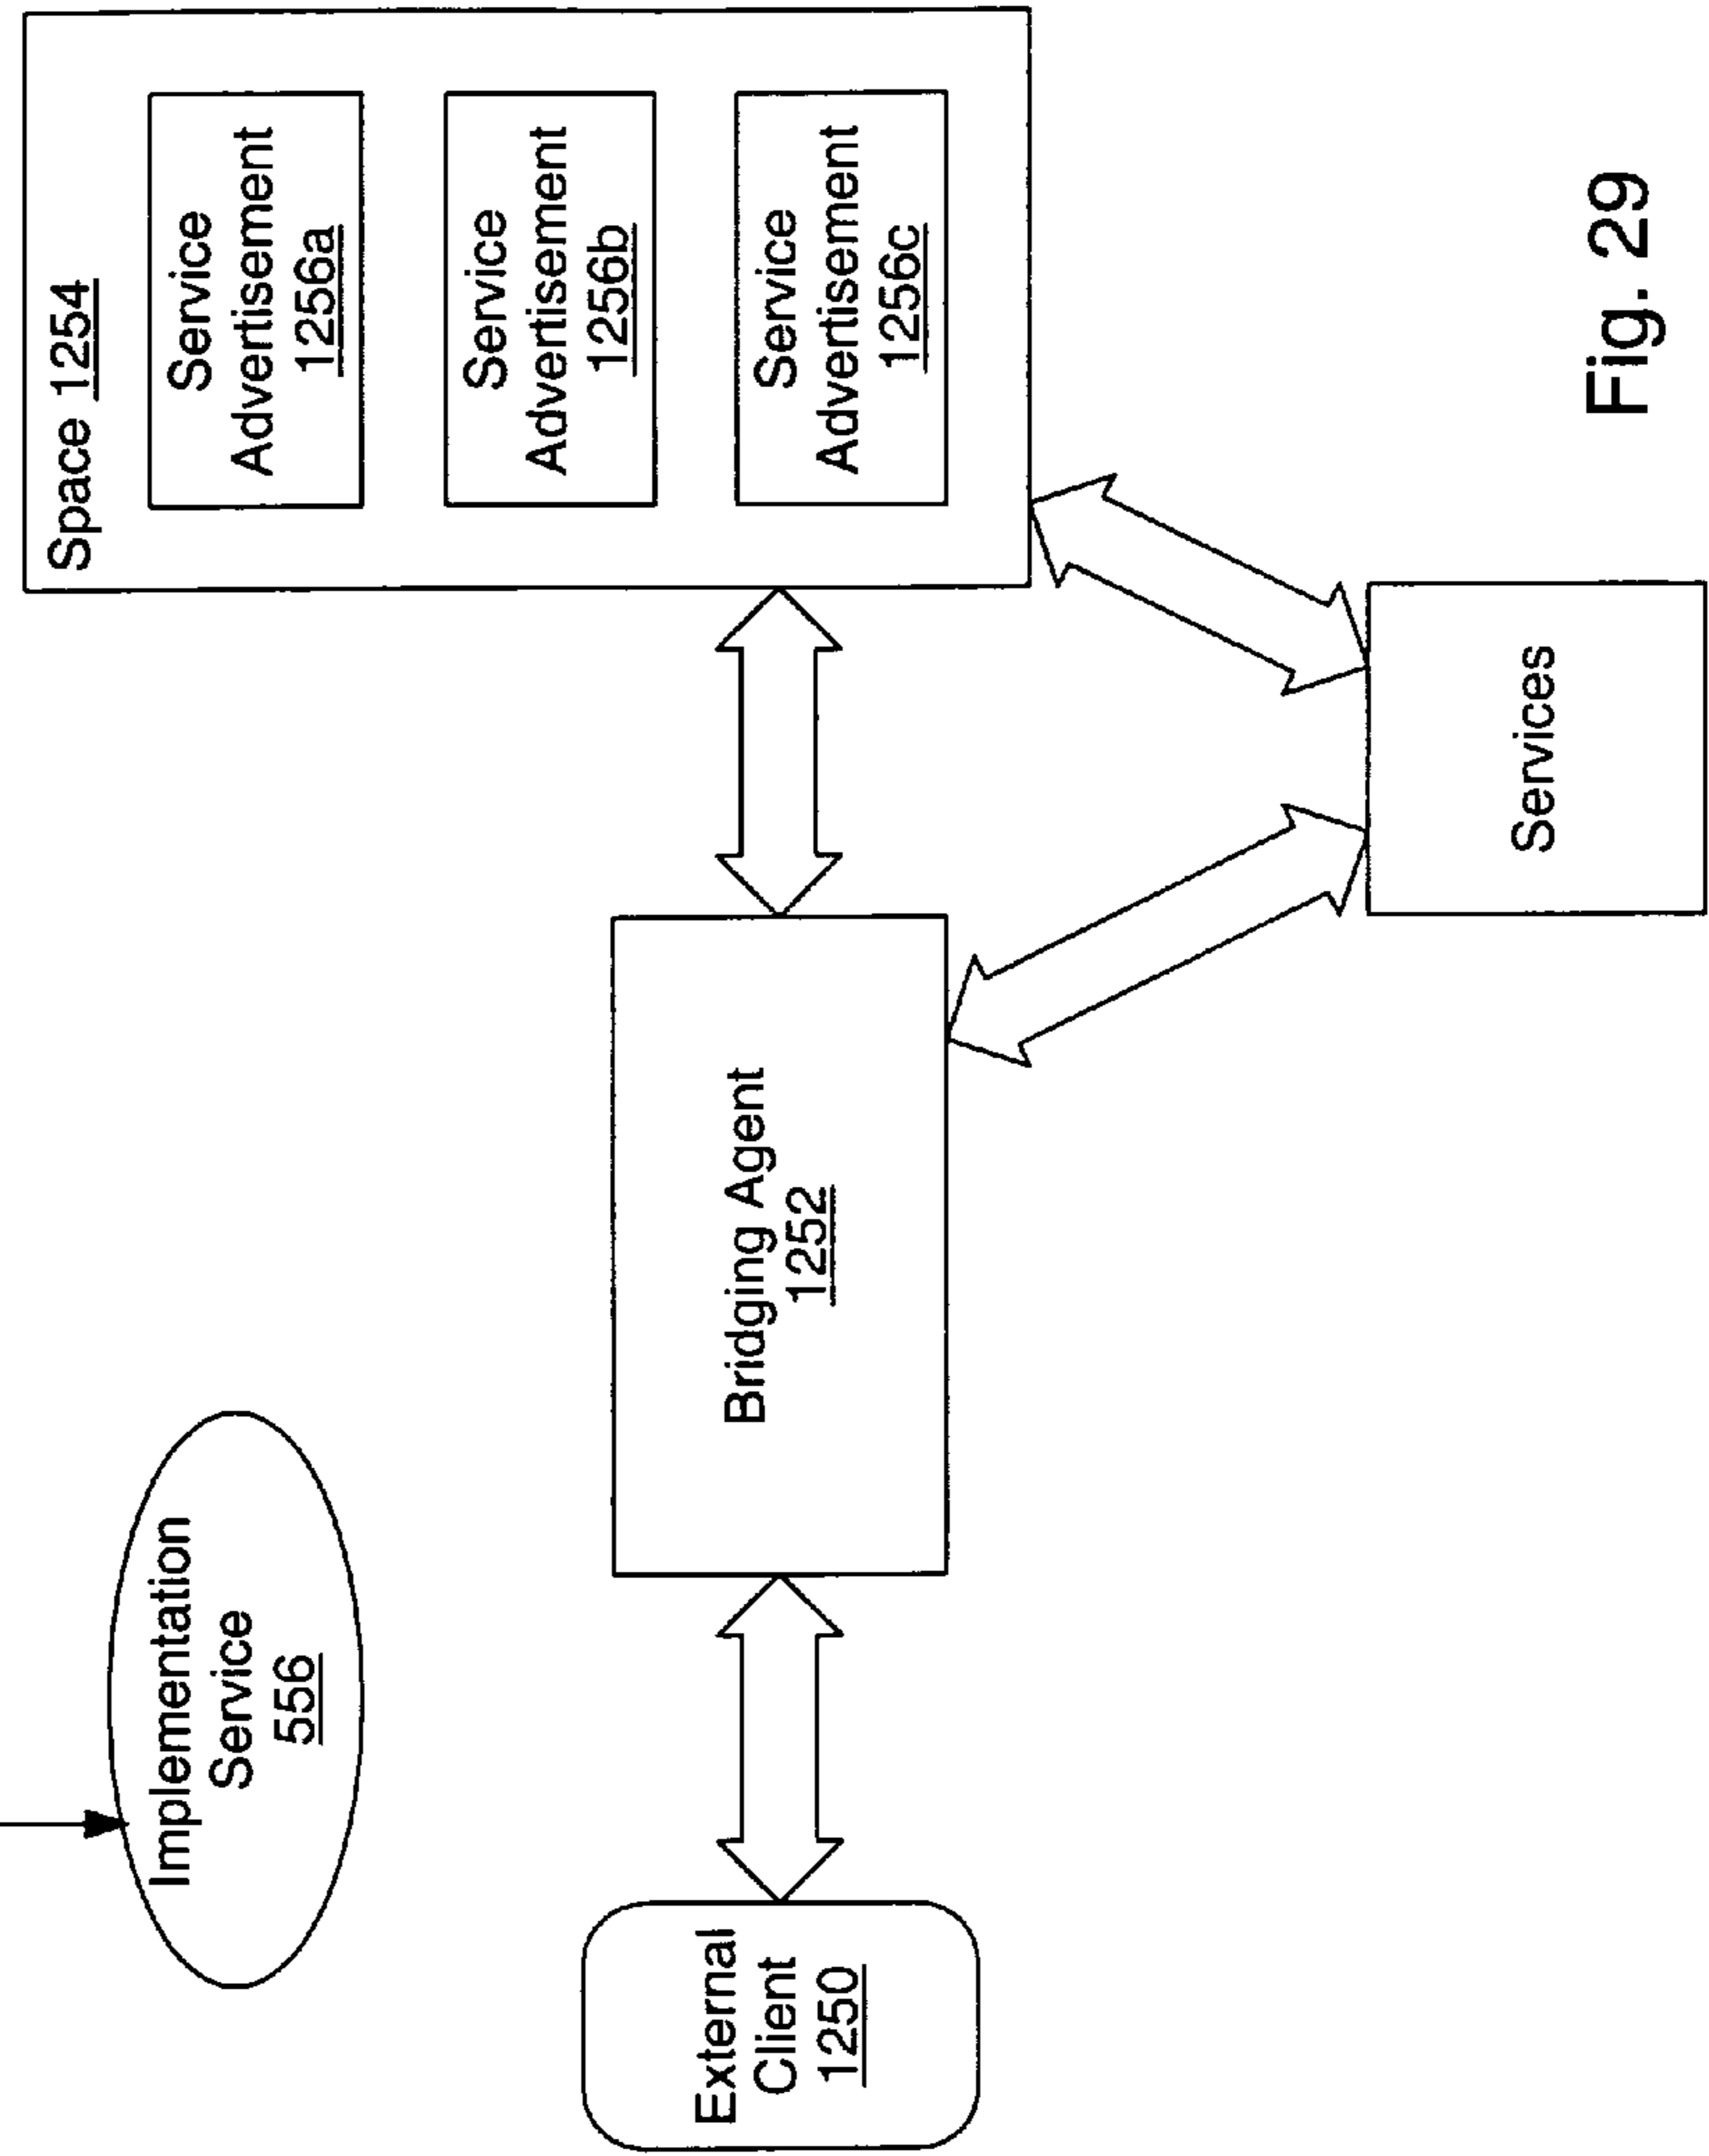 Implementation
Service
556
External
Client
1250
Bridging Agent
1252
Space 1254
Service
Advertisement
1256a
Service
Advertisement
1256b
Service
Advertisement
1256c
Services
Fig. 29